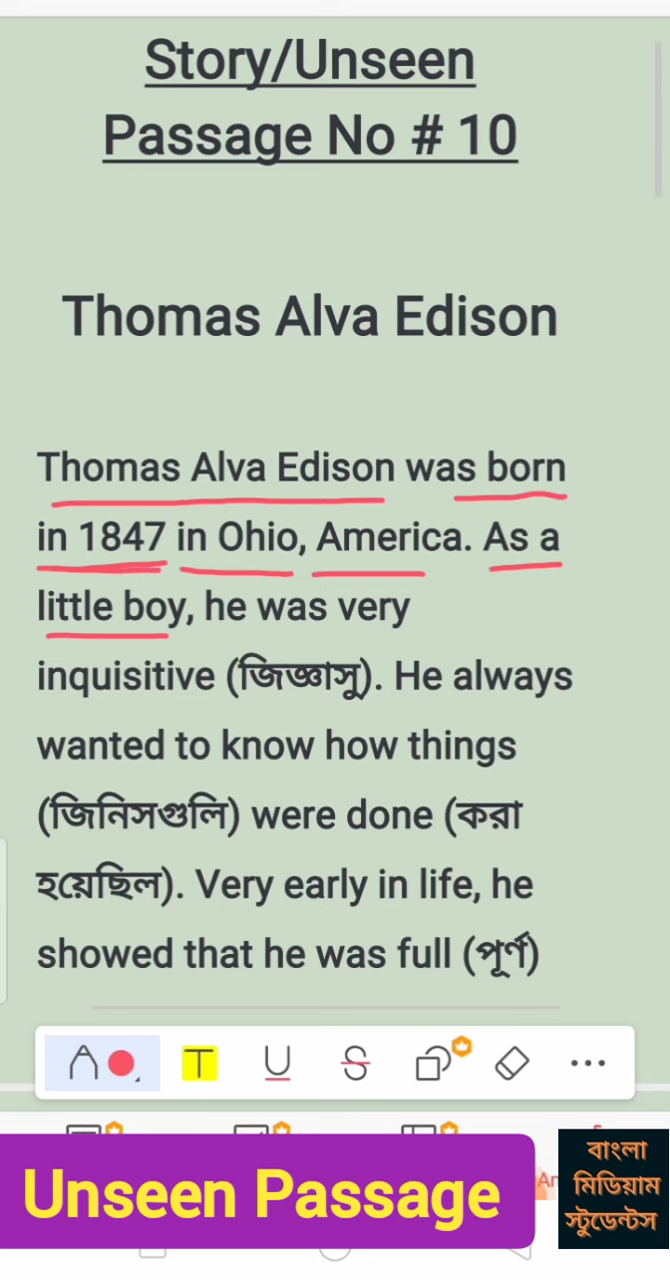 Story/Unseen
Passage No # 10
Thomas Alva Edison
Thomas Alva Edison was born
in 1847 in Ohio, America. As a
little boy, he was very
inquisitive (জিজ্ঞাসু). He always
wanted to know how things
(জিনিসগুলি) were done (করা
হয়েছিল). Very early in life, he
showed that he was full (পূর্ণ)
T U S
Unseen Passage
An
বাংলা
মিডিয়াম
স্টুডেন্টস